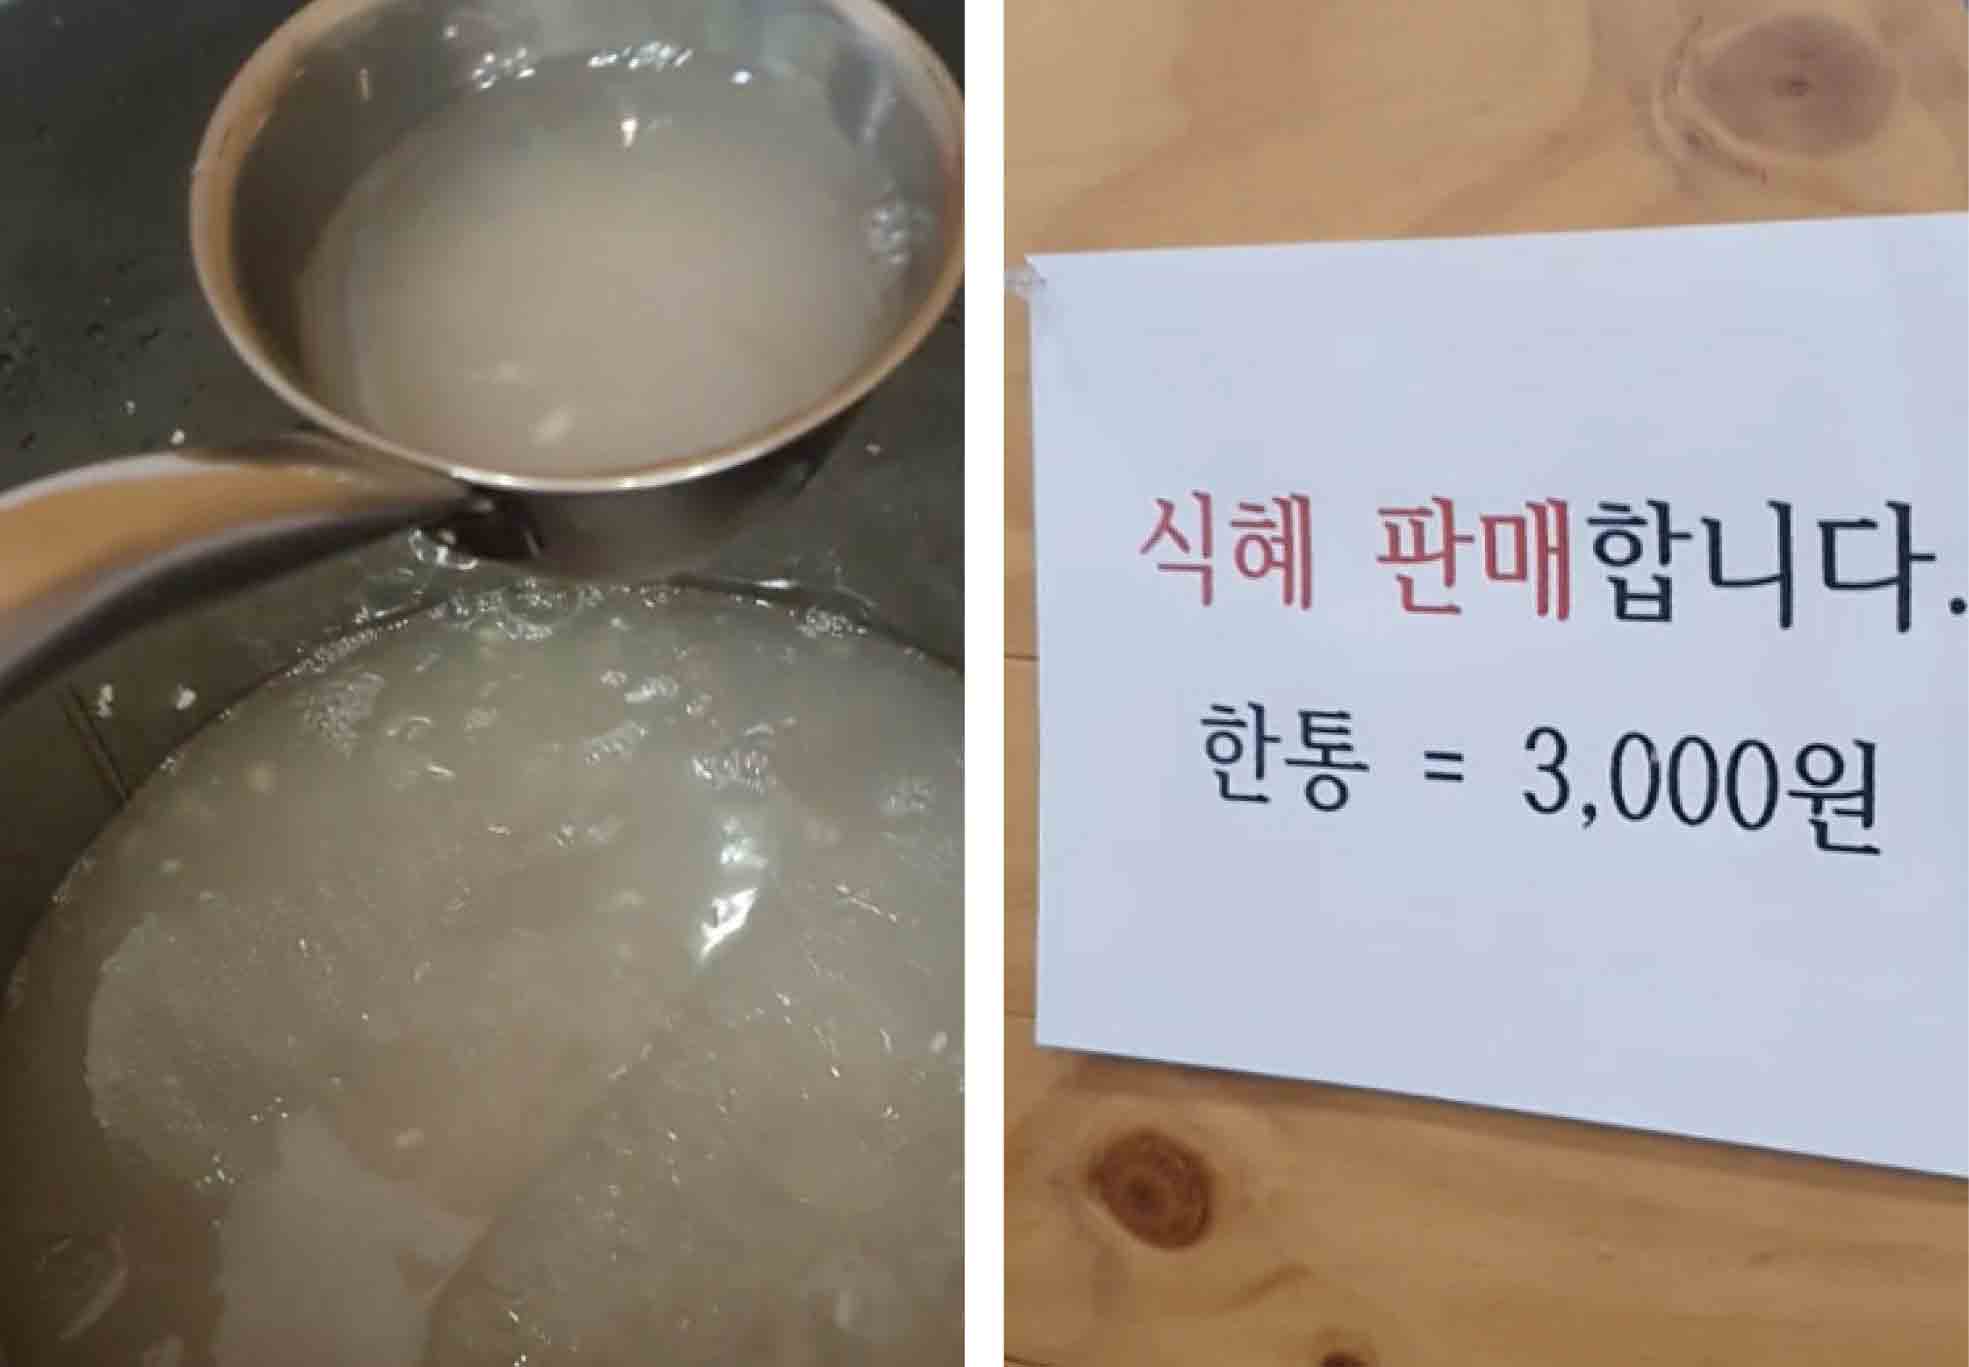 식혜 판매합니다.
한통 = 3,000원